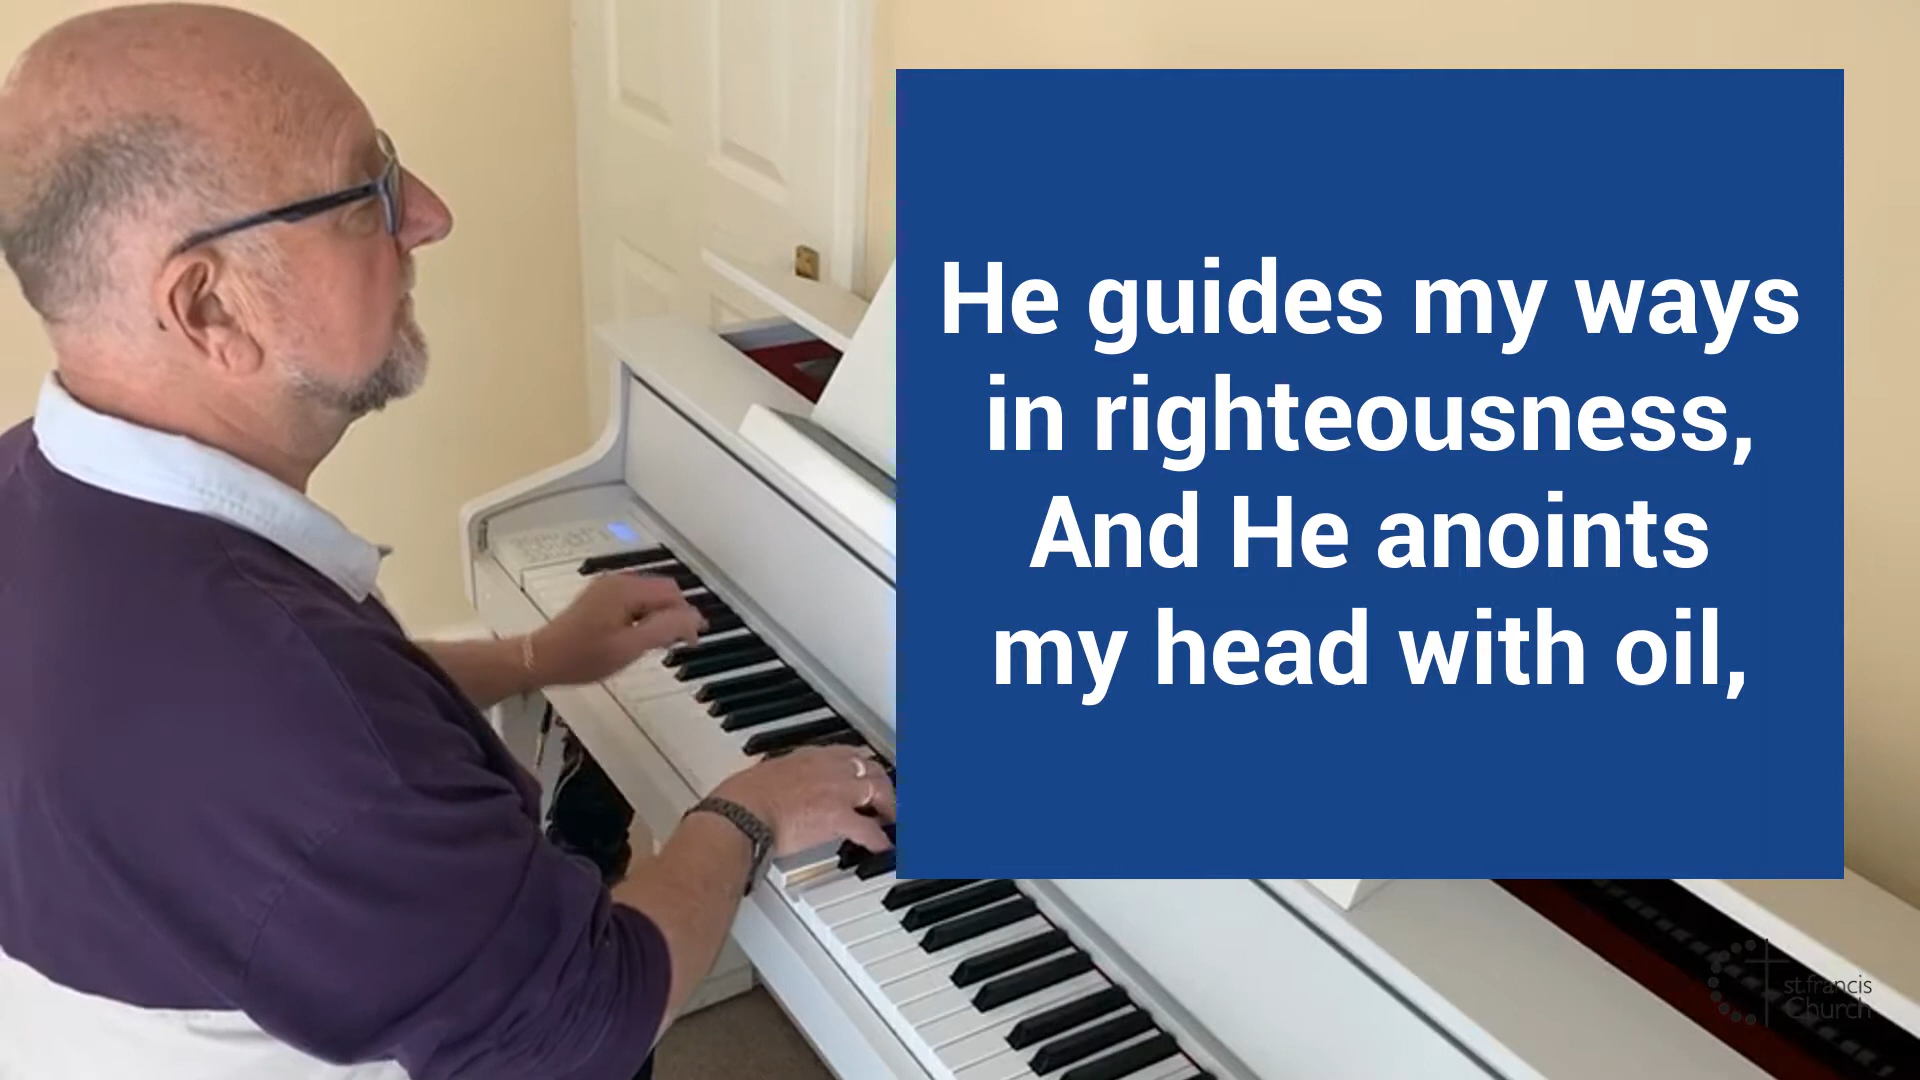 He guides my ways
in righteousness,
And He anoints
my head with oil,
st.francis
Church